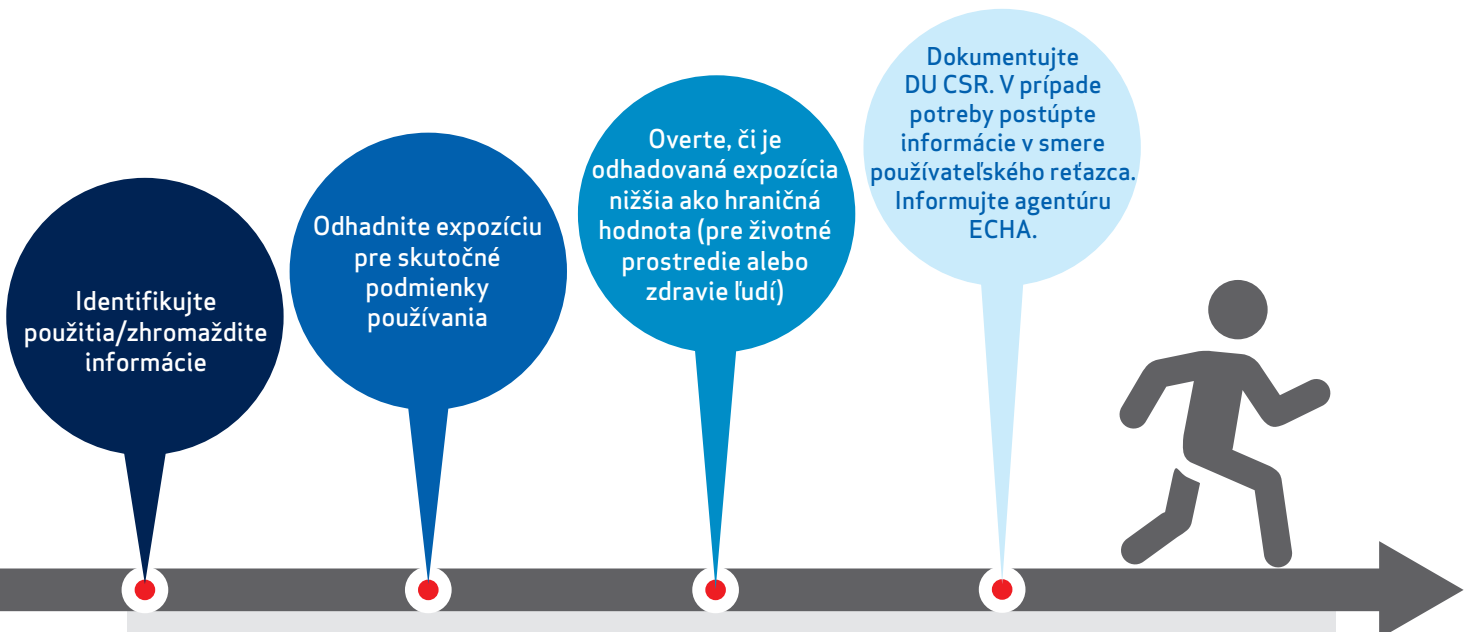 Identifikujte
použitia/zhromaždite
informácie
Odhadnite expozíciu
pre skutočné
podmienky
používania
Overte, či je
odhadovaná expozícia
nižšia ako hraničná
hodnota (pre životné
prostredie alebo
zdravie ľudí)
Dokumentujte
DU CSR. V prípade
potreby postúpte
informácie v smere
používateľského reťazca.
Informujte agentúru
ECHA.